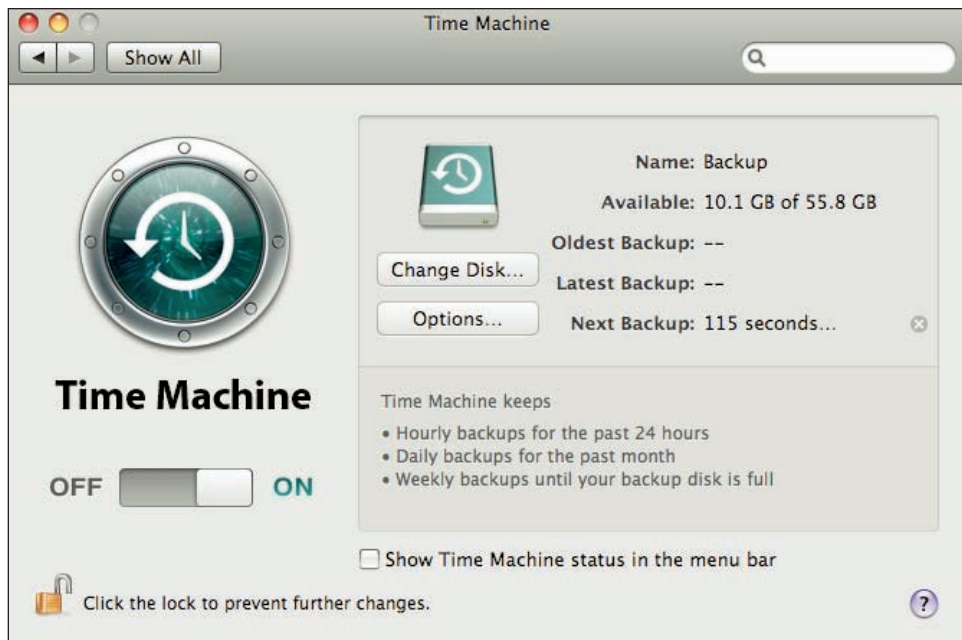 Time Machine
Show All
Name: Backup
Available: 10.1 GB of 55.8 GB
Oldest Backup: --
Change Disk...
Latest Backup: --
Options...
Next Backup: 115 seconds...
Time Machine
OFF
ON
Time Machine keeps
• Hourly backups for the past 24 hours
• Daily backups for the past month
• Weekly backups until your backup disk is full
Show Time Machine status in the menu bar
Click the lock to prevent further changes.
?